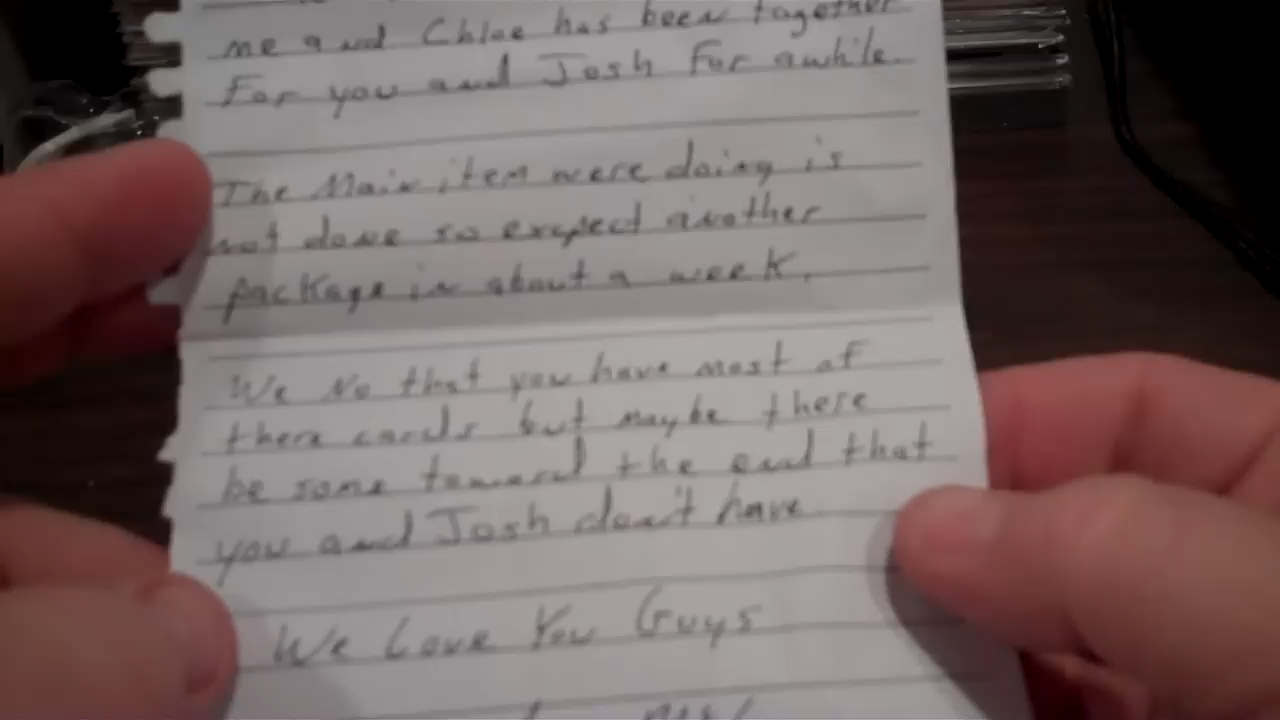 me and Chloe has been together
For you and Josh For awhile.
The Main item were doing is
not done so expect another
package in about a week.
We No that you have most of
there cards but maybe there
be some toward the end that
you and Josh don't have
We Love You Guys